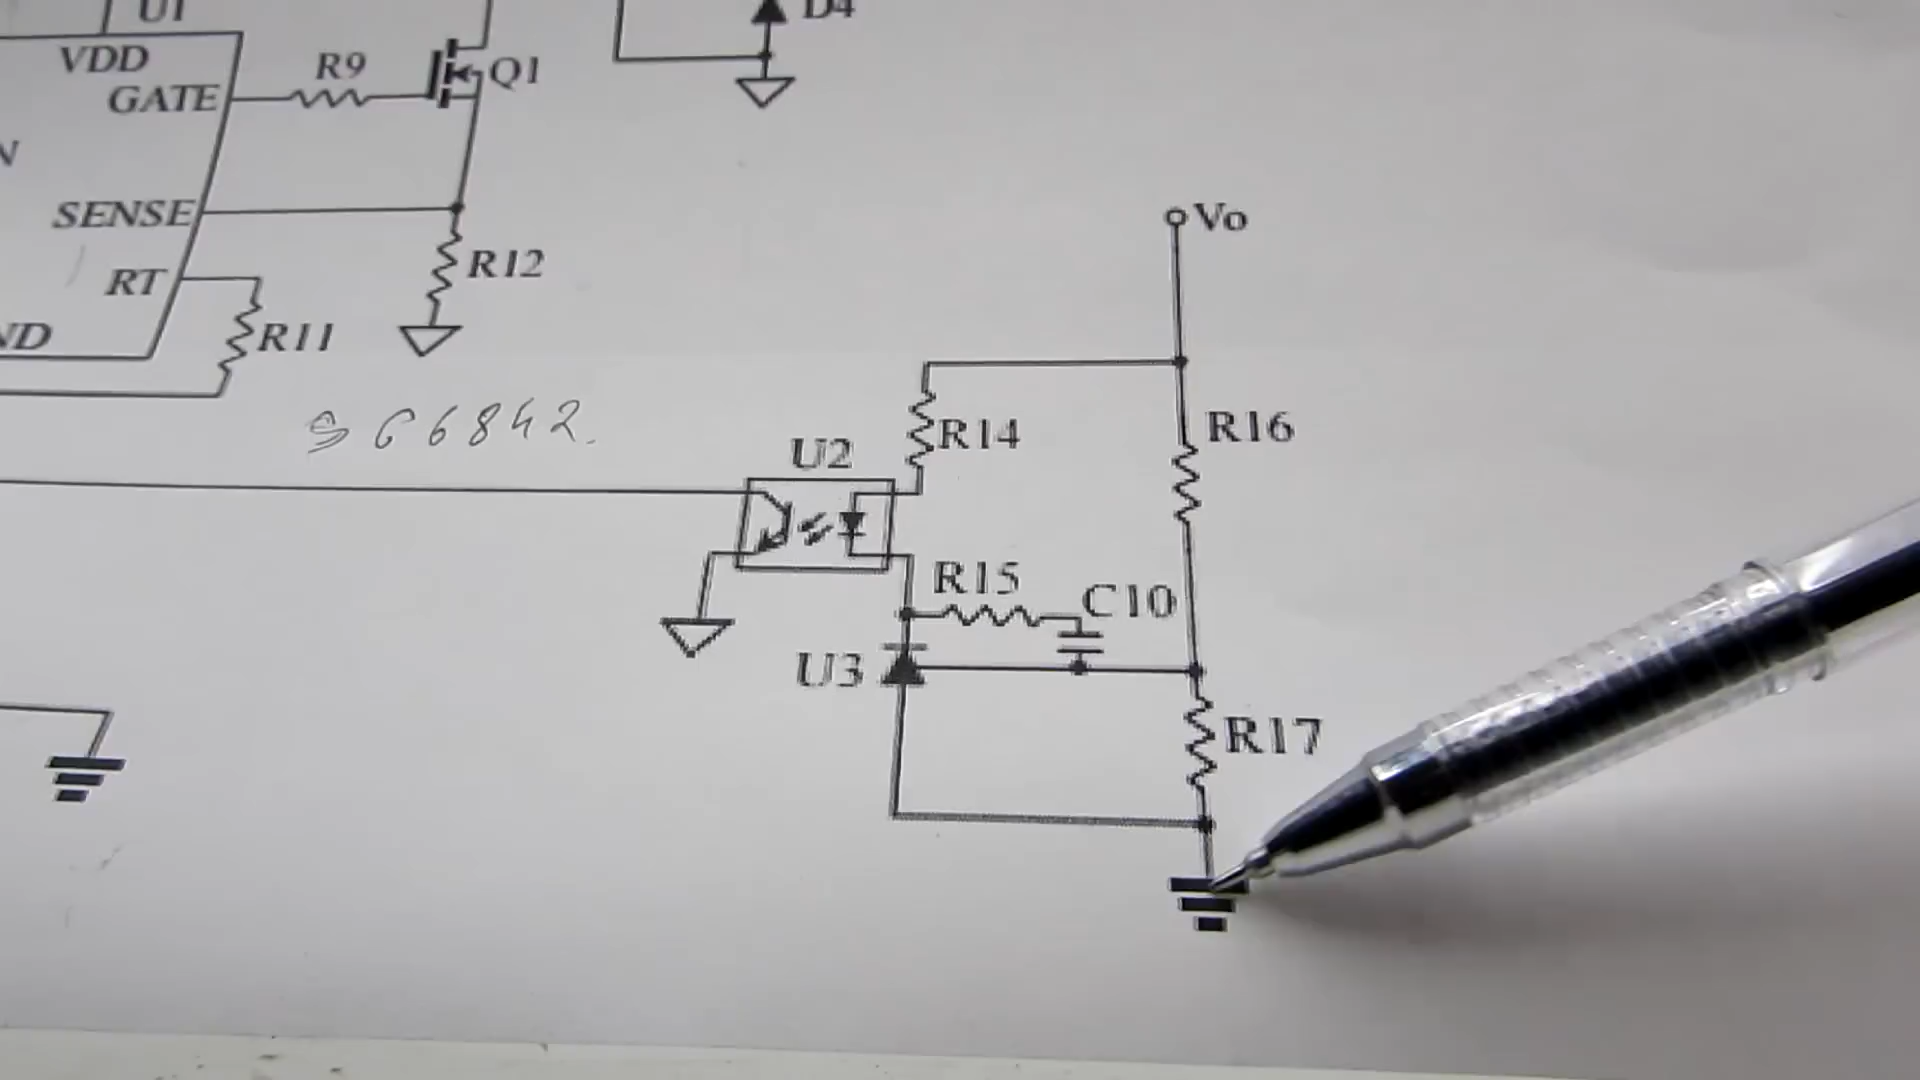 U1
D4
VDD
R9
Q1
GATE
N
SENSE
Vo
R12
RT
ND
R11
SG6842.
R14
R16
U2
R15
C10
U3
R17